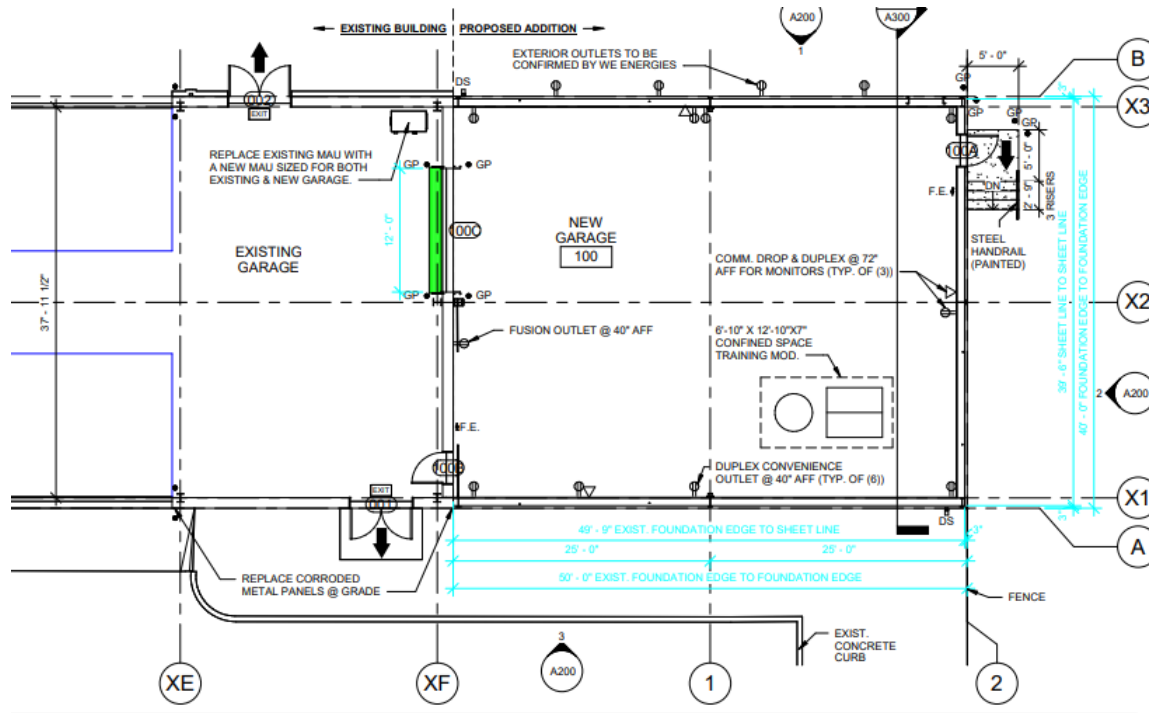 EXISTING BUILDING
PROPOSED ADDITION
A200
1
A300
EXTERIOR OUTLETS TO BE
CONFIRMED BY WE ENERGIES
5' - 0"
B
X3
DS
GP
002
EXIT
3"
GP
GP
GP
REPLACE EXISTING MAU WITH
A NEW MAU SIZED FOR BOTH
EXISTING & NEW GARAGE.
GP
GP
100A
5' - 0"
F.E.
DN
2' - 9"
3 RISERS
12' - 0"
100C
NEW
GARAGE
100
EXISTING
GARAGE
STEEL
HANDRAIL
(PAINTED)
COMM. DROP & DUPLEX @ 72"
AFF FOR MONITORS (TYP. OF (3))
37' - 11 1/2"
GP
GP
X2
FUSION OUTLET @ 40" AFF
6'-10" X 12'-10"X7"
CONFINED SPACE
TRAINING MOD.
39' - 6" SHEET LINE TO SHEET LINE
40' - 0" FOUNDATION EDGE TO FOUNDATION EDGE
2
A200
F.E.
100B
DUPLEX CONVENIENCE
OUTLET @ 40" AFF (TYP. OF (6))
EXIT
001
X1
3"
DS
A
49' - 9" EXIST. FOUNDATION EDGE TO SHEET LINE
3"
25' - 0"
25' - 0"
50' - 0" EXIST. FOUNDATION EDGE TO FOUNDATION EDGE
REPLACE CORRODED
METAL PANELS @ GRADE
FENCE
EXIST.
CONCRETE
CURB
3
A200
XE
XF
1
2